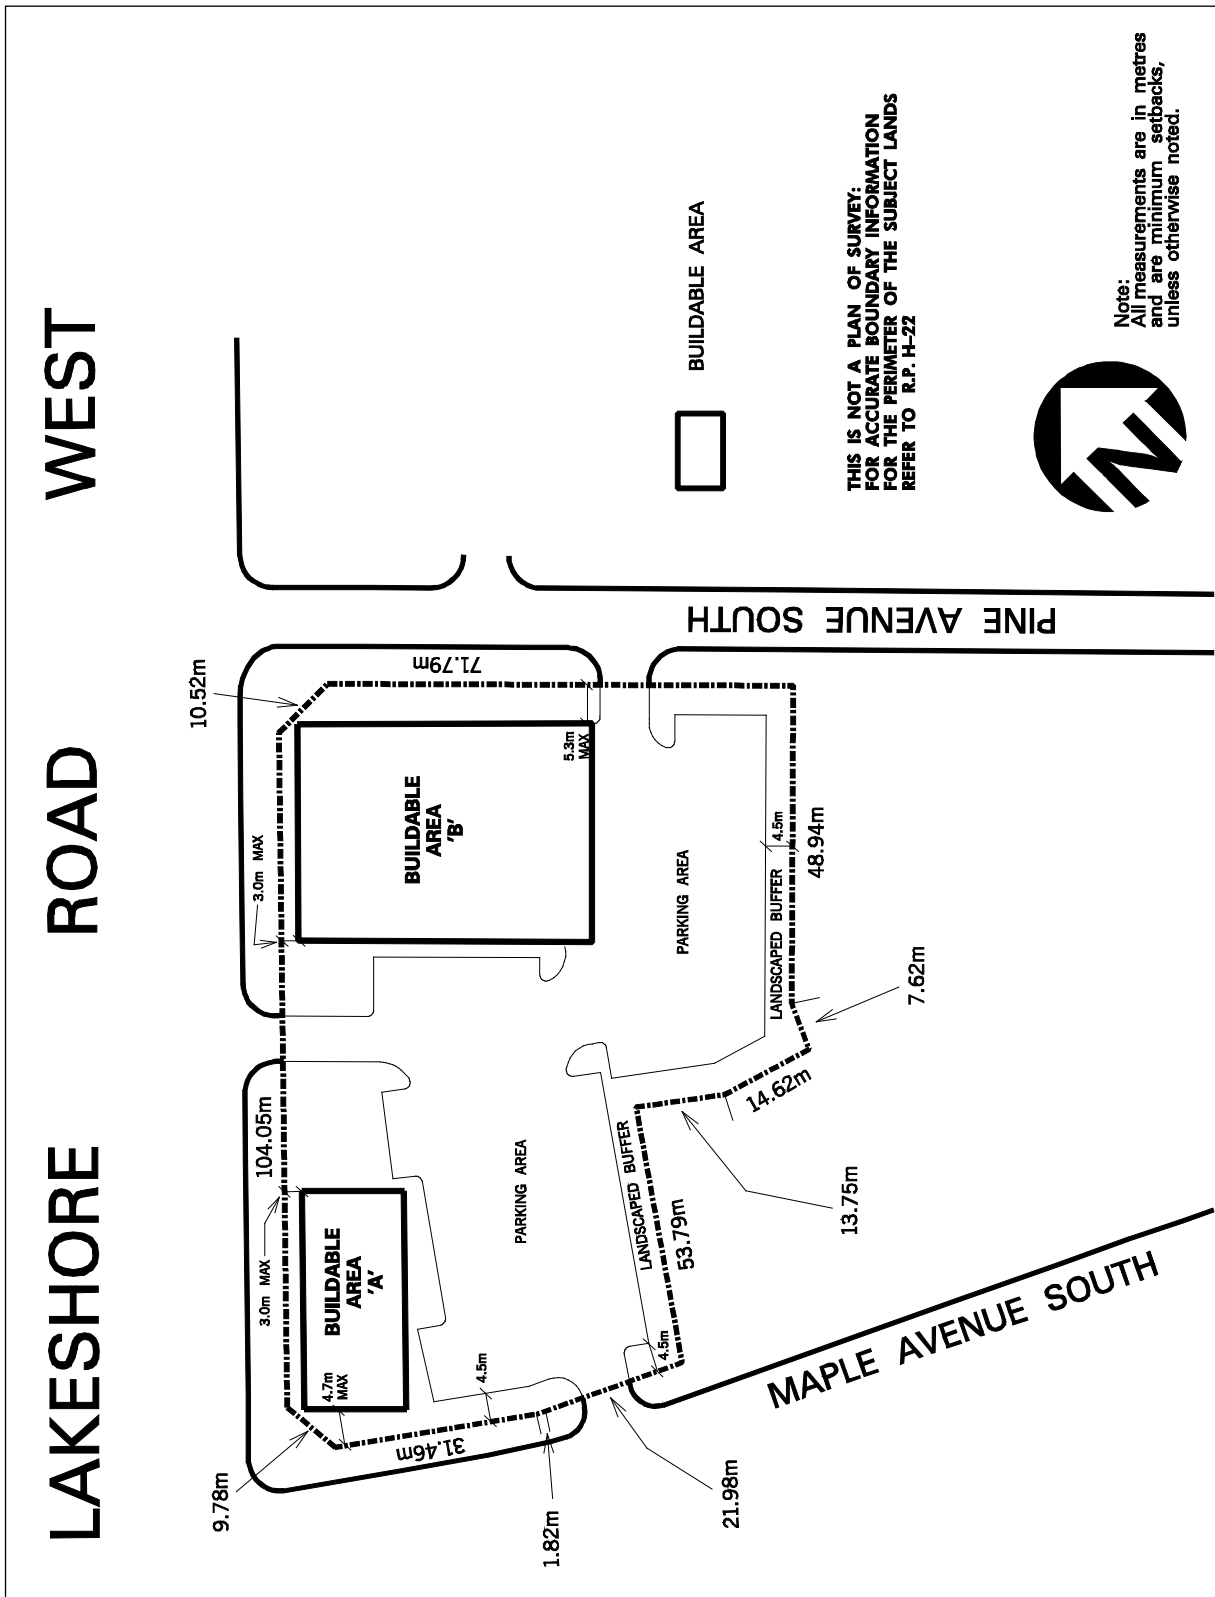 LAKESHORE ROAD WEST
9.78m
10.52m
104.05m
3.0m MAX
3.0m MAX
4.7m
MAX
BUILDABLE
AREA
'A'
BUILDABLE
AREA
'B'
71.79m
5.3m
MAX
31.46m
4.5m
1.82m
21.98m
PARKING AREA
PARKING AREA
LANDSCAPED BUFFER
4.5m
53.79m
13.75m
14.62m
7.62m
LANDSCAPED BUFFER
4.5m
48.94m
MAPLE AVENUE SOUTH
PINE AVENUE SOUTH
BUILDABLE AREA
THIS IS NOT A PLAN OF SURVEY:
FOR ACCURATE BOUNDARY INFORMATION
FOR THE PERIMETER OF THE SUBJECT LANDS
REFER TO R.P. H-22
N
Note:
All measurements are in metres
and are minimum setbacks,
unless otherwise noted.